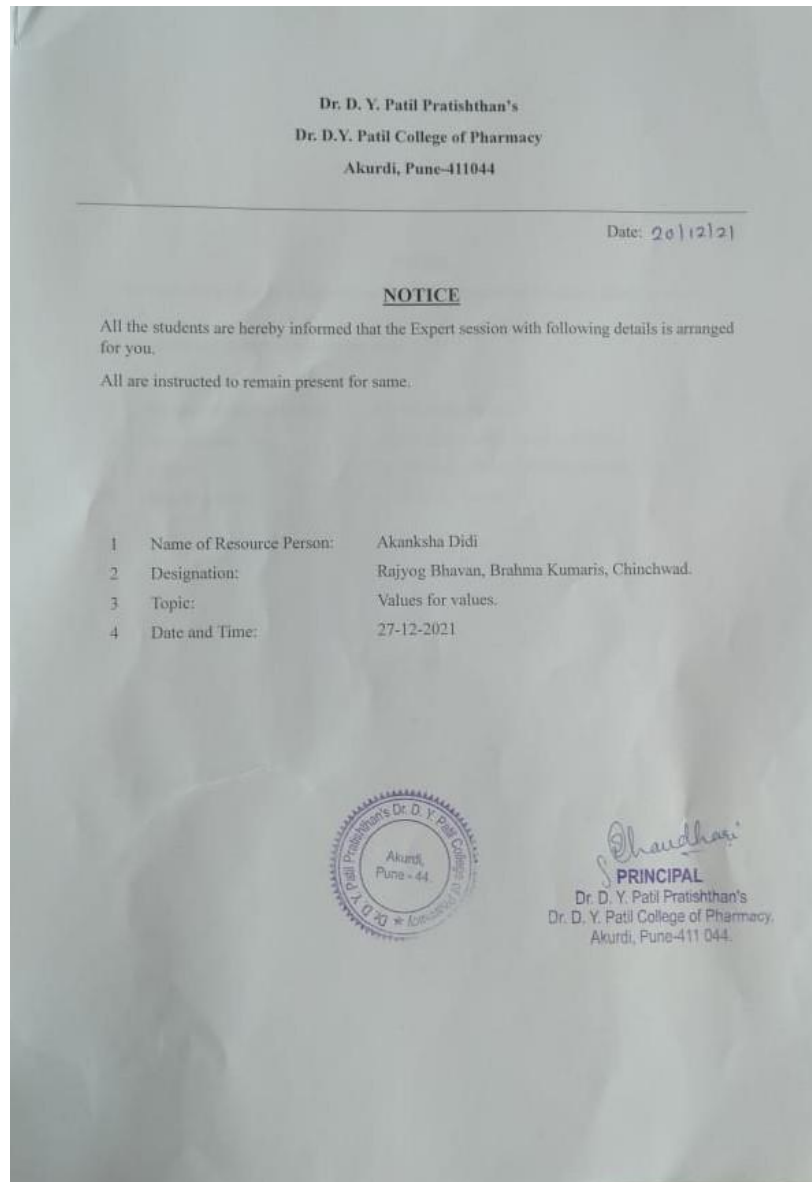 Dr. D. Y. Patil Pratishthan's
Dr. D.Y. Patil College of Pharmacy
Akurdi, Pune-411044
Date: 20/12/21
NOTICE
All the students are hereby informed that the Expert session with following details is arranged
for you.
All are instructed to remain present for same.
1 Name of Resource Person: Akanksha Didi
2 Designation: Rajyog Bhavan, Brahma Kumaris, Chinchwad.
3 Topic: Values for values.
4 Date and Time: 27-12-2021
Dr. D. Y. Patil Pratishthan's Dr. D. Y. Patil College of Pharmacy ★
Akurdi,
Pune - 44.
PRINCIPAL
Dr. D. Y. Patil Pratishthan's
Dr. D. Y. Patil College of Pharmacy,
Akurdi, Pune-411 044.